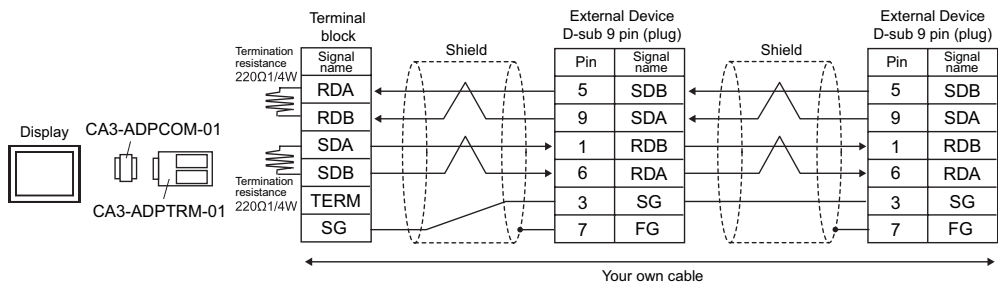 Terminal
block
External Device
D-sub 9 pin (plug)
External Device
D-sub 9 pin (plug)
Termination
resistance
220Ω1/4W
Shield
Shield
Signal
name
Pin
Signal
name
Pin
Signal
name
RDA
5
SDB
5
SDB
RDB
9
SDA
9
SDA
Display
CA3-ADPCOM-01
SDA
1
RDB
1
RDB
SDB
6
RDA
6
RDA
Termination
resistance
220Ω1/4W
CA3-ADPTRM-01
TERM
3
SG
3
SG
SG
7
FG
7
FG
Your own cable